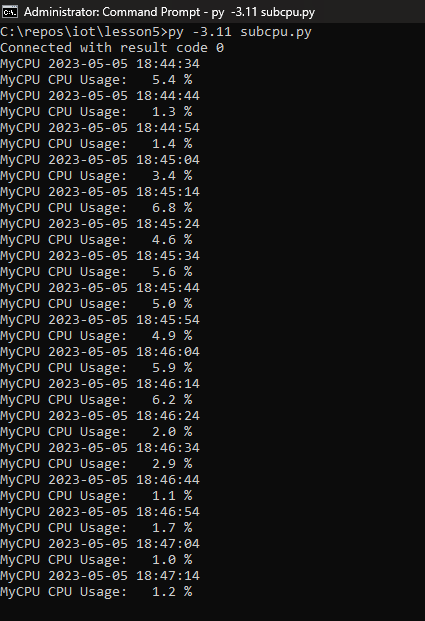 Administrator: Command Prompt - py -3.11 subcpu.py
C:\repos\iot\lesson5>py -3.11 subcpu.py
Connected with result code 0
MyCPU 2023-05-05 18:44:34
MyCPU CPU Usage:   5.4 %
MyCPU 2023-05-05 18:44:44
MyCPU CPU Usage:   1.3 %
MyCPU 2023-05-05 18:44:54
MyCPU CPU Usage:   1.4 %
MyCPU 2023-05-05 18:45:04
MyCPU CPU Usage:   3.4 %
MyCPU 2023-05-05 18:45:14
MyCPU CPU Usage:   6.8 %
MyCPU 2023-05-05 18:45:24
MyCPU CPU Usage:   4.6 %
MyCPU 2023-05-05 18:45:34
MyCPU CPU Usage:   5.6 %
MyCPU 2023-05-05 18:45:44
MyCPU CPU Usage:   5.0 %
MyCPU 2023-05-05 18:45:54
MyCPU CPU Usage:   4.9 %
MyCPU 2023-05-05 18:46:04
MyCPU CPU Usage:   5.9 %
MyCPU 2023-05-05 18:46:14
MyCPU CPU Usage:   6.2 %
MyCPU 2023-05-05 18:46:24
MyCPU CPU Usage:   2.0 %
MyCPU 2023-05-05 18:46:34
MyCPU CPU Usage:   2.9 %
MyCPU 2023-05-05 18:46:44
MyCPU CPU Usage:   1.1 %
MyCPU 2023-05-05 18:46:54
MyCPU CPU Usage:   1.7 %
MyCPU 2023-05-05 18:47:04
MyCPU CPU Usage:   1.0 %
MyCPU 2023-05-05 18:47:14
MyCPU CPU Usage:   1.2 %